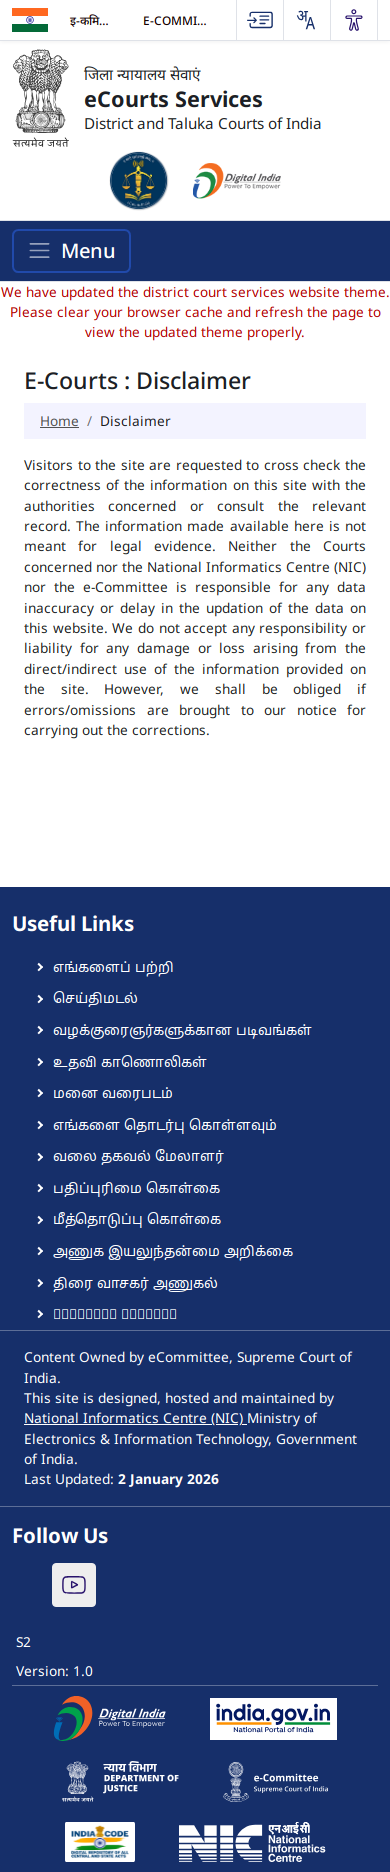 इ-कमि...
E-COMMI...
अ A
सत्यमेव जयते
जिला न्यायालय सेवाएं
eCourts Services
District and Taluka Courts of India
Digital India
Power To Empower
Menu
We have updated the district court services website theme.
Please clear your browser cache and refresh the page to
view the updated theme properly.
E-Courts : Disclaimer
Home / Disclaimer
Visitors to the site are requested to cross check the
correctness of the information on this site with the
authorities concerned or consult the relevant
record. The information made available here is not
meant for legal evidence. Neither the Courts
concerned nor the National Informatics Centre (NIC)
nor the e-Committee is responsible for any data
inaccuracy or delay in the updation of the data on
this website. We do not accept any responsibility or
liability for any damage or loss arising from the
direct/indirect use of the information provided on
the site. However, we shall be obliged if
errors/omissions are brought to our notice for
carrying out the corrections.
Useful Links
எங்களைப் பற்றி
செய்திமடல்
வழக்குரைஞர்களுக்கான படிவங்கள்
உதவி காணொலிகள்
மனை வரைபடம்
எங்களை தொடர்பு கொள்ளவும்
வலை தகவல் மேலாளர்
பதிப்புரிமை கொள்கை
மீத்தொடுப்பு கொள்கை
அணுக இயலுந்தன்மை அறிக்கை
திரை வாசகர் அணுகல்
Content Owned by eCommittee, Supreme Court of
India.
This site is designed, hosted and maintained by
National Informatics Centre (NIC) Ministry of
Electronics & Information Technology, Government
of India.
Last Updated: 2 January 2026
Follow Us
S2
Version: 1.0
Digital India
Power To Empower
india.gov.in
National Portal of India
सत्यमेव जयते
न्याय विभाग
DEPARTMENT OF
JUSTICE
e-Committee
Supreme Court of India
INDIA CODE
DIGITAL REPOSITORY OF ALL
CENTRAL AND STATE ACTS
NIC
एनआईसी
National
Informatics
Centre